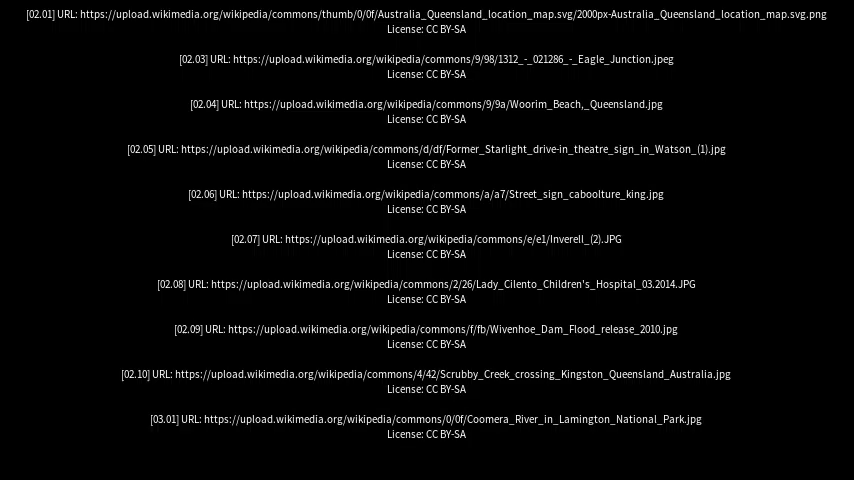 [02.01] URL: https://upload.wikimedia.org/wikipedia/commons/thumb/0/0f/Australia_Queensland_location_map.svg/2000px-Australia_Queensland_location_map.svg.png
License: CC BY-SA
[02.03] URL: https://upload.wikimedia.org/wikipedia/commons/9/98/1312_-_021286_-_Eagle_Junction.jpeg
License: CC BY-SA
[02.04] URL: https://upload.wikimedia.org/wikipedia/commons/9/9a/Woorim_Beach,_Queensland.jpg
License: CC BY-SA
[02.05] URL: https://upload.wikimedia.org/wikipedia/commons/d/df/Former_Starlight_drive-in_theatre_sign_in_Watson_(1).jpg
License: CC BY-SA
[02.06] URL: https://upload.wikimedia.org/wikipedia/commons/a/a7/Street_sign_caboolture_king.jpg
License: CC BY-SA
[02.07] URL: https://upload.wikimedia.org/wikipedia/commons/e/e1/Inverell_(2).JPG
License: CC BY-SA
[02.08] URL: https://upload.wikimedia.org/wikipedia/commons/2/26/Lady_Cilento_Children's_Hospital_03.2014.JPG
License: CC BY-SA
[02.09] URL: https://upload.wikimedia.org/wikipedia/commons/f/fb/Wivenhoe_Dam_Flood_release_2010.jpg
License: CC BY-SA
[02.10] URL: https://upload.wikimedia.org/wikipedia/commons/4/42/Scrubby_Creek_crossing_Kingston_Queensland_Australia.jpg
License: CC BY-SA
[03.01] URL: https://upload.wikimedia.org/wikipedia/commons/0/0f/Coomera_River_in_Lamington_National_Park.jpg
License: CC BY-SA